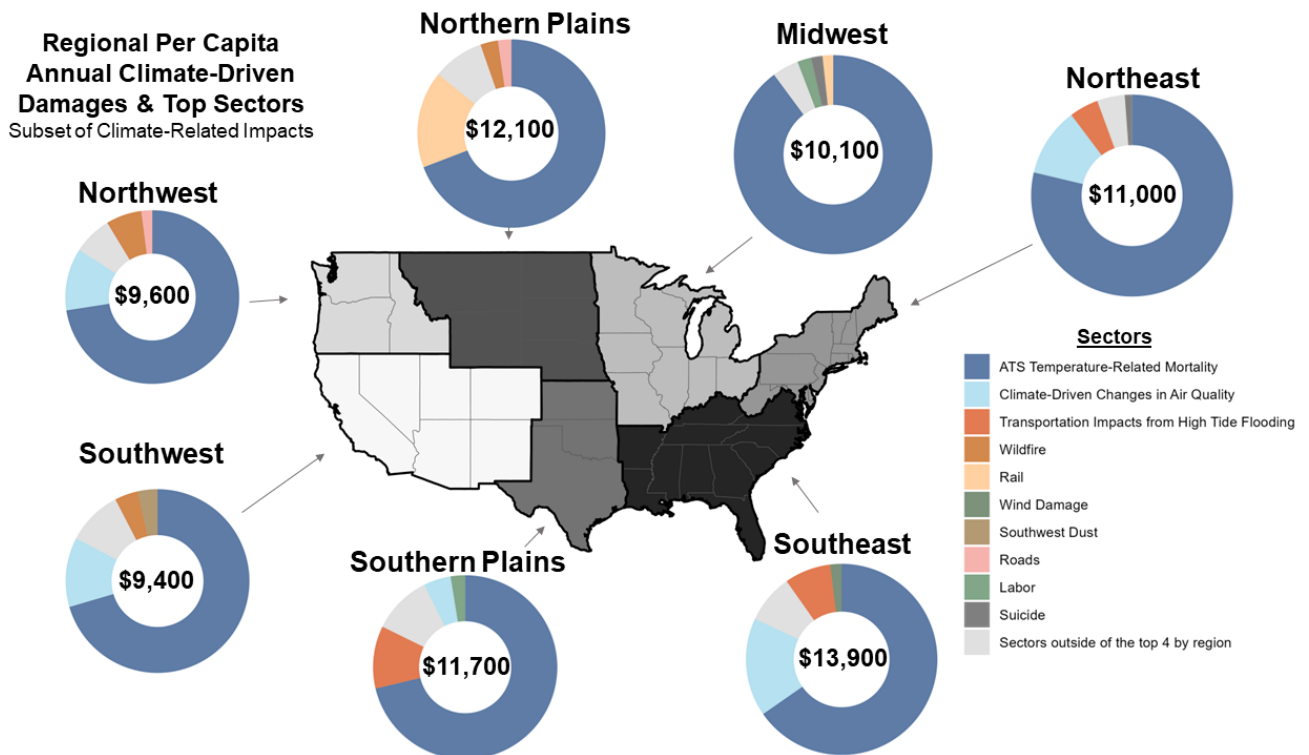 Regional Per Capita
Annual Climate-Driven
Damages & Top Sectors
Subset of Climate-Related Impacts
Northern Plains
$12,100
Midwest
$10,100
Northeast
$11,000
Northwest
$9,600
Southwest
$9,400
Southern Plains
$11,700
Southeast
$13,900
Sectors
ATS Temperature-Related Mortality
Climate-Driven Changes in Air Quality
Transportation Impacts from High Tide Flooding
Wildfire
Rail
Wind Damage
Southwest Dust
Roads
Labor
Suicide
Sectors outside of the top 4 by region